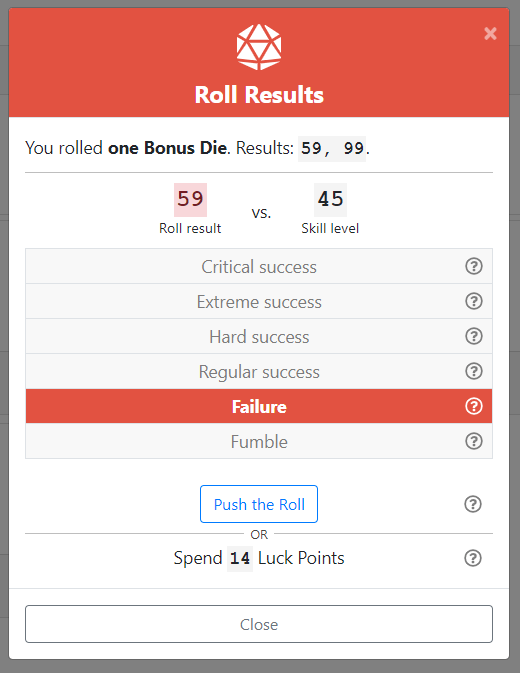 ×
Roll Results
You rolled one Bonus Die. Results: 59, 99.
59 vs. 45
Roll result Skill level
Critical success
Extreme success
Hard success
Regular success
Failure
Fumble
Push the Roll
OR
Spend 14 Luck Points
Close